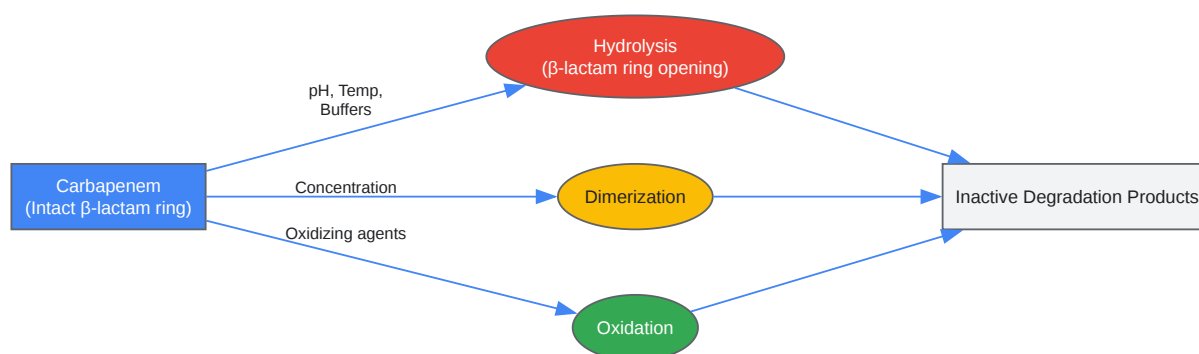 Hydrolysis
(β-lactam ring opening)
pH, Temp,
Buffers
Carbapenem
(Intact β-lactam ring)
Concentration
Dimerization
Inactive Degradation Products
Oxidizing agents
Oxidation